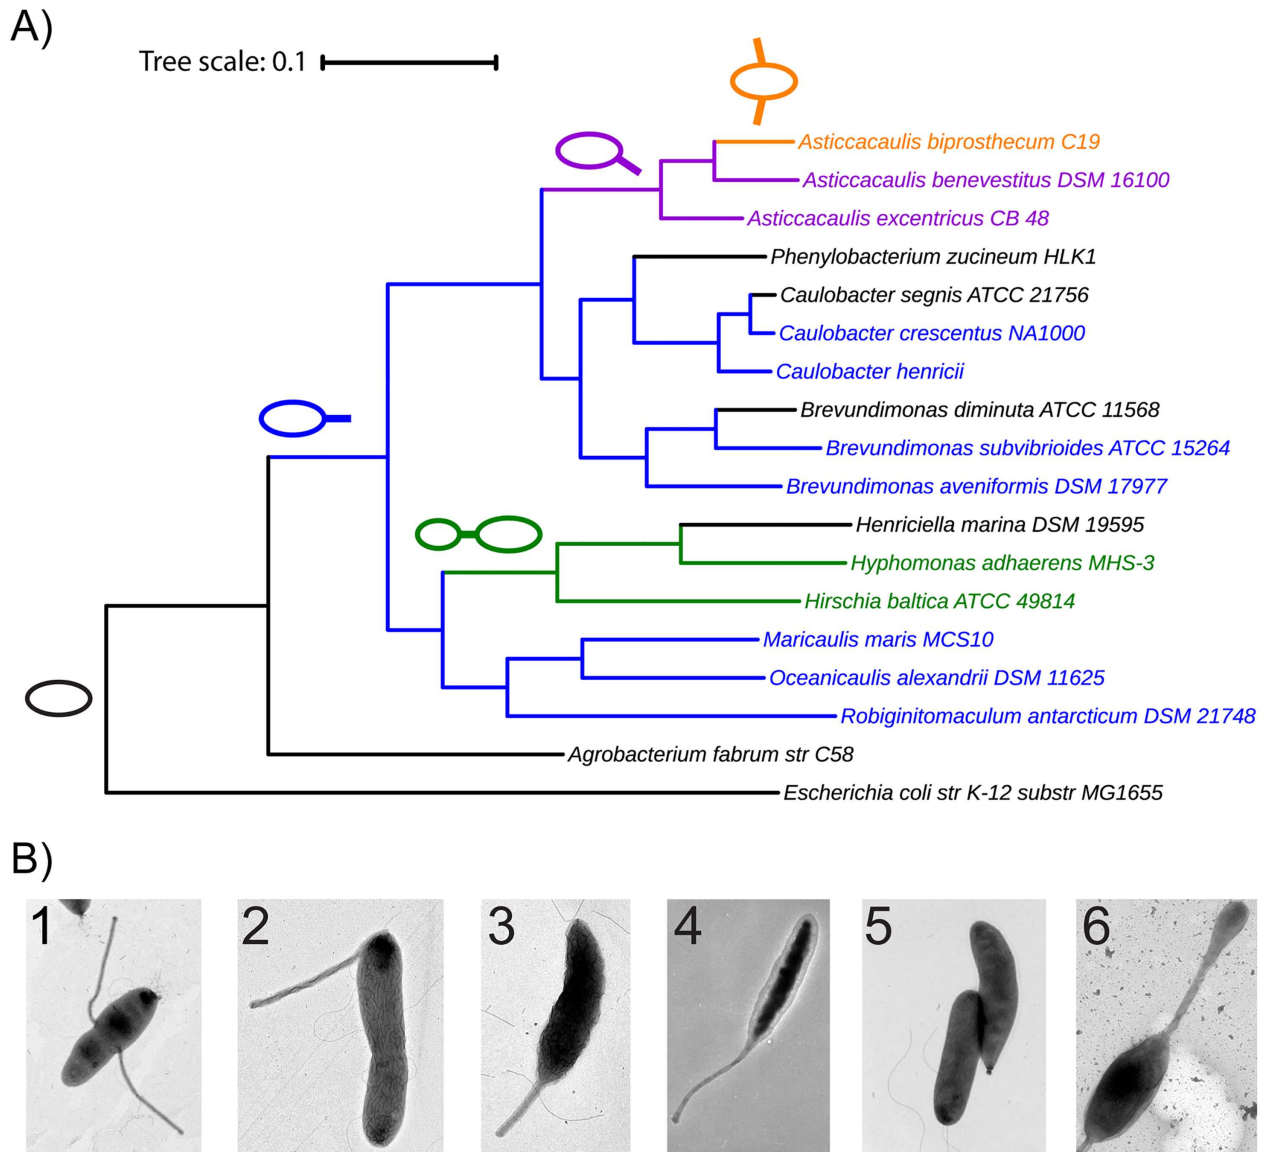 A)
Tree scale: 0.1
Asticcacaulis biprosthecum C19
Asticcacaulis benevestitus DSM 16100
Asticcacaulis excentricus CB 48
Phenylobacterium zucineum HLK1
Caulobacter segnis ATCC 21756
Caulobacter crescentus NA1000
Caulobacter henricii
Brevundimonas diminuta ATCC 11568
Brevundimonas subvibrioides ATCC 15264
Brevundimonas aveniformis DSM 17977
Henriciella marina DSM 19595
Hyphomonas adhaerens MHS-3
Hirschia baltica ATCC 49814
Maricaulis maris MCS10
Oceanicaulis alexandrii DSM 11625
Robiginitomaculum antarcticum DSM 21748
Agrobacterium fabrum str C58
Escherichia coli str K-12 substr MG1655
B)
1 2 3 4 5 6